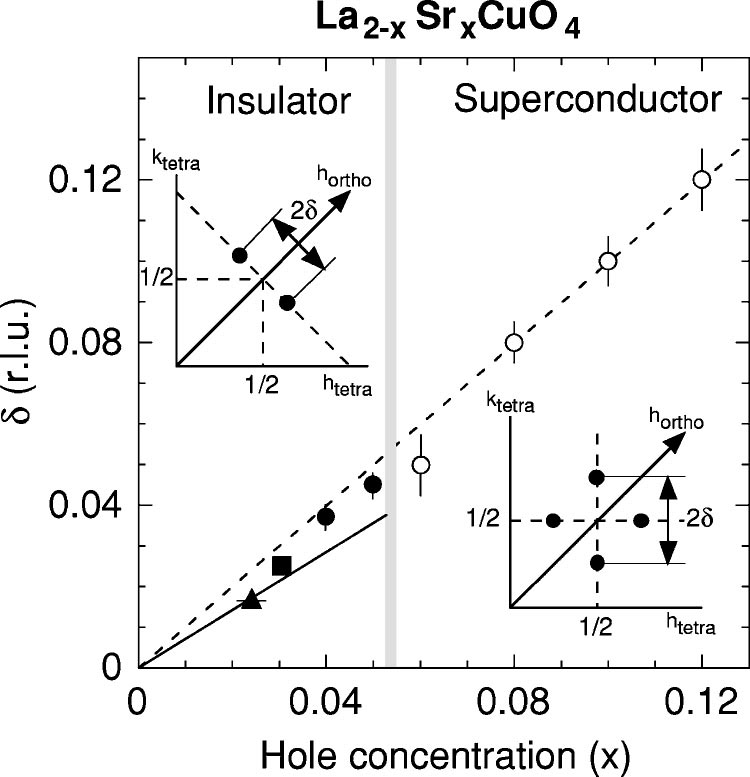 La2-x SrxCuO4
Insulator
Superconductor
ktetra
hortho
2δ
1/2
1/2
htetra
ktetra
hortho
1/2
2δ
1/2
htetra
0.12
0.08
0.04
0
δ (r.l.u.)
0 0.04 0.08 0.12
Hole concentration (x)